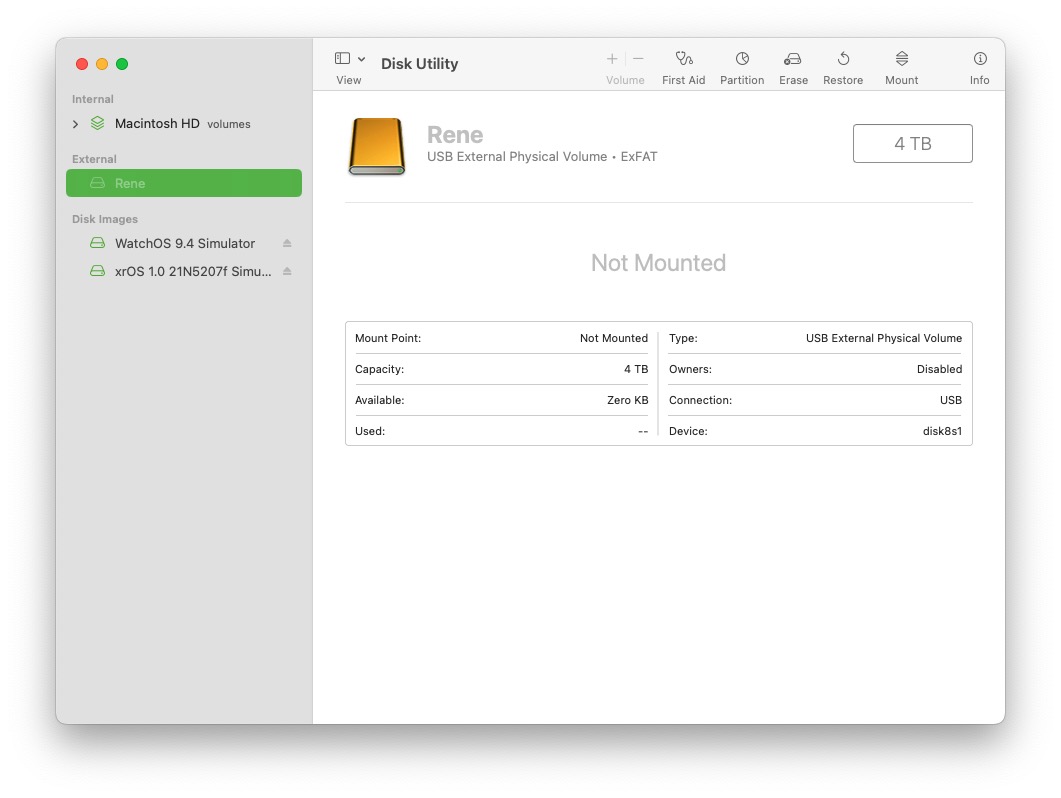 Disk Utility
View
Volume
First Aid
Partition
Erase
Restore
Mount
Info
Internal
Macintosh HD volumes
External
Rene
Disk Images
WatchOS 9.4 Simulator
xrOS 1.0 21N5207f Simu...
Rene
USB External Physical Volume • ExFAT
4 TB
Not Mounted
Mount Point: Not Mounted
Capacity: 4 TB
Available: Zero KB
Used: --
Type: USB External Physical Volume
Owners: Disabled
Connection: USB
Device: disk8s1